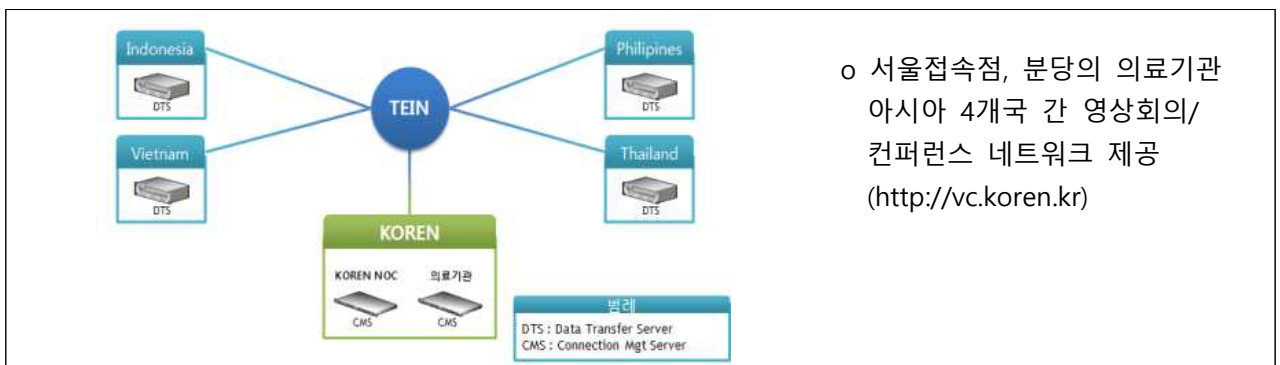 Indonesia
DTS
Vietnam
DTS
TEIN
Philipines
DTS
Thailand
DTS
KOREN
KOREN NOC
의료기관
CMS
CMS
범례
DTS : Data Transfer Server
CMS : Connection Mgt Server
o 서울접속점, 분당의 의료기관
아시아 4개국 간 영상회의/
컨퍼런스 네트워크 제공
(http://vc.koren.kr)